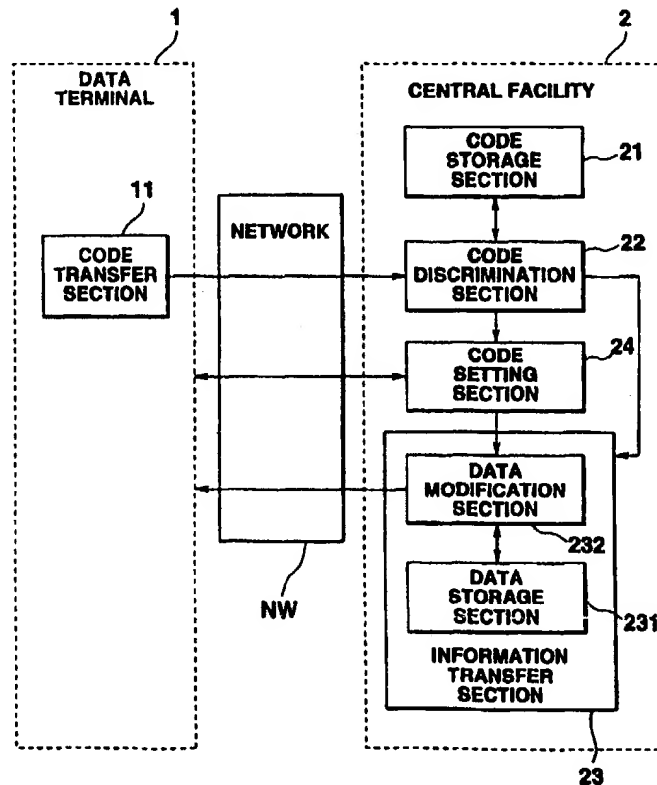 1
DATA
TERMINAL
11
CODE
TRANSFER
SECTION
NETWORK
NW
2
CENTRAL FACILITY
CODE
STORAGE
SECTION
21
CODE
DISCRIMINATION
SECTION
22
CODE
SETTING
SECTION
24
DATA
MODIFICATION
SECTION
232
DATA
STORAGE
SECTION
231
INFORMATION
TRANSFER
SECTION
23